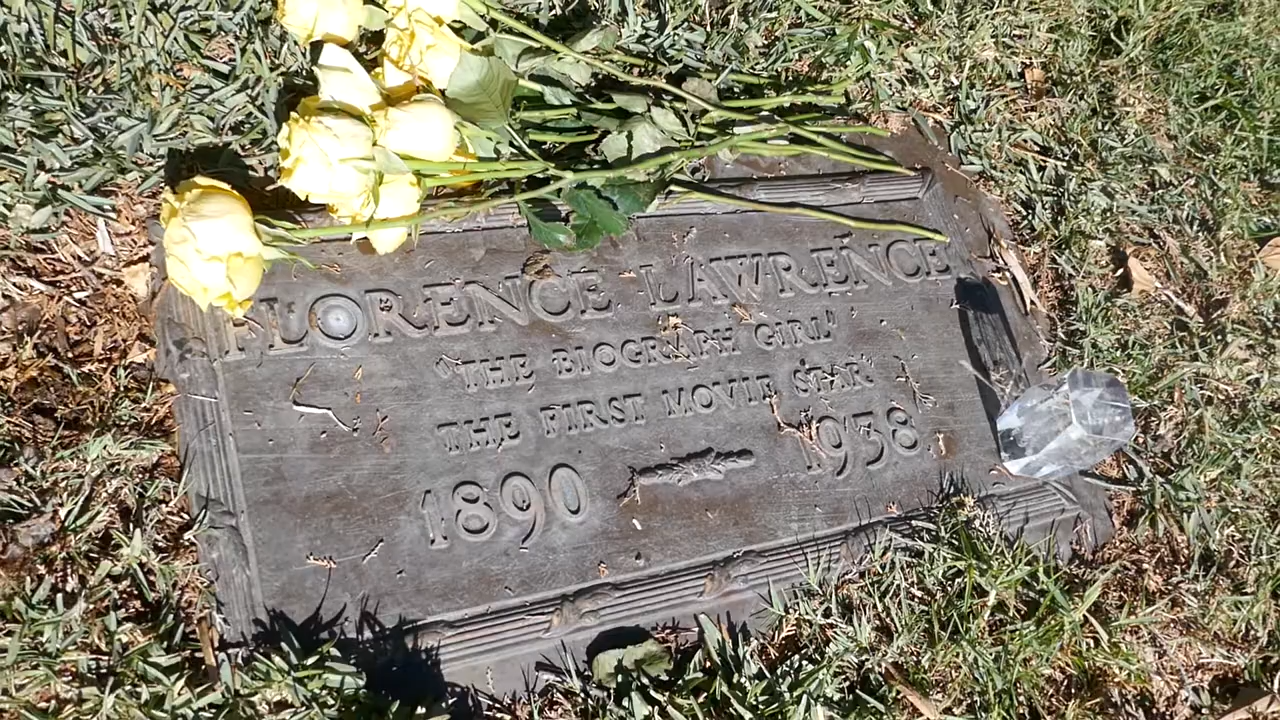 FLORENCE LAWRENCE
"THE BIOGRAPH GIRL"
THE FIRST MOVIE STAR"
1890 1938